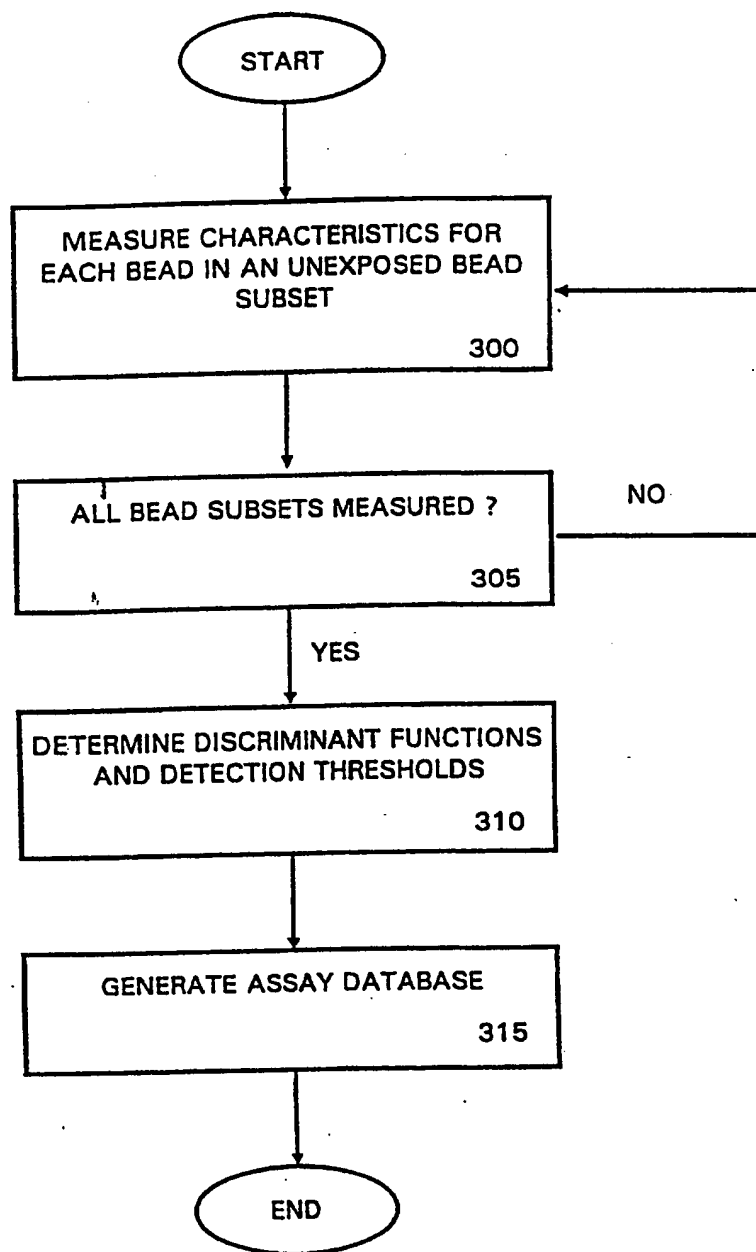 START
MEASURE CHARACTERISTICS FOR
EACH BEAD IN AN UNEXPOSED BEAD
SUBSET
300
ALL BEAD SUBSETS MEASURED ?
NO
305
YES
DETERMINE DISCRIMINANT FUNCTIONS
AND DETECTION THRESHOLDS
310
GENERATE ASSAY DATABASE
315
END